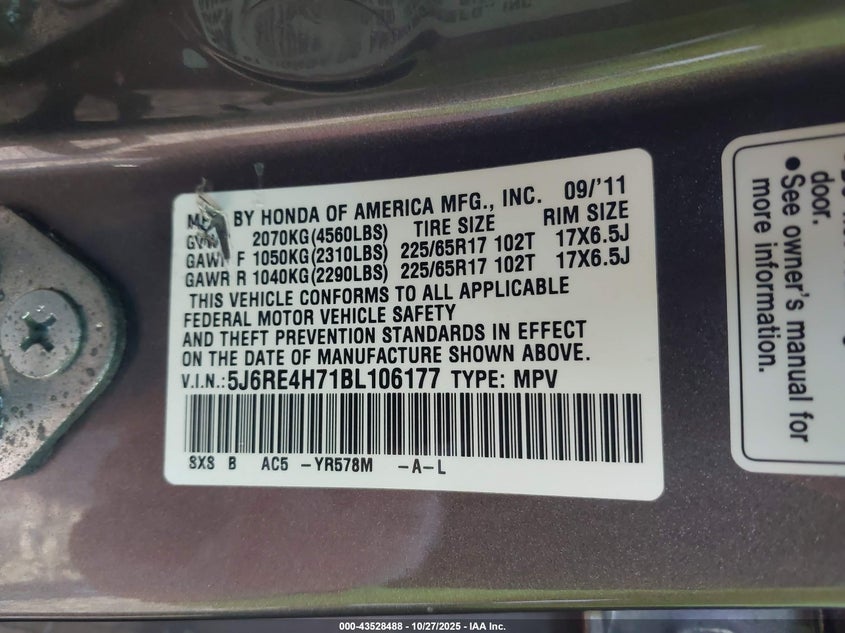 MF BY HONDA OF AMERICA MFG., INC. 09/'11
GVW 2070KG(4560LBS) TIRE SIZE RIM SIZE
GAWR F 1050KG(2310LBS) 225/65R17 102T 17X6.5J
GAWR R 1040KG(2290LBS) 225/65R17 102T 17X6.5J
THIS VEHICLE CONFORMS TO ALL APPLICABLE
FEDERAL MOTOR VEHICLE SAFETY
AND THEFT PREVENTION STANDARDS IN EFFECT
ON THE DATE OF MANUFACTURE SHOWN ABOVE.
V.I.N.: 5J6RE4H71BL106177 TYPE: MPV
SXS B AC5 -YR578M -A-L
door.
•See owner's manual for
more information.
000-43528488 - 10/27/2025 - IAA Inc.